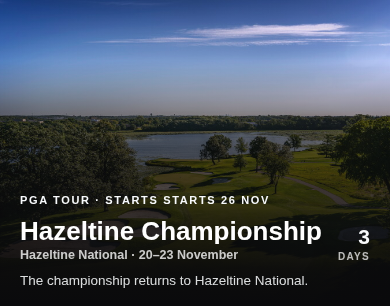 PGA TOUR · STARTS STARTS 26 NOV
Hazeltine Championship
3
Hazeltine National · 20–23 November
DAYS
The championship returns to Hazeltine National.